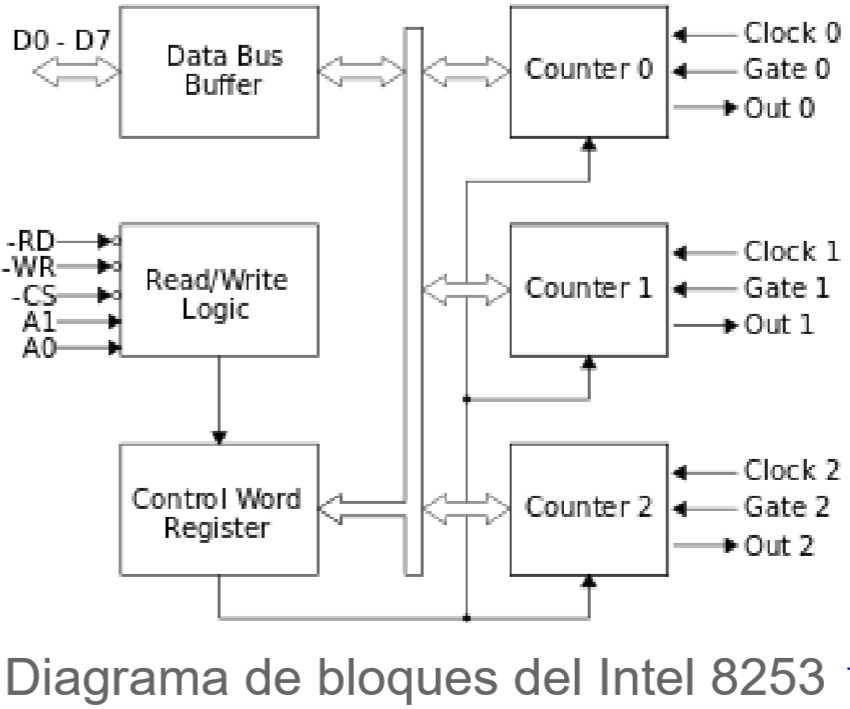 D0 - D7
Data Bus
Buffer
Counter 0
Clock 0
Gate 0
Out 0
-RD
-WR
-CS
A1
A0
Read/Write
Logic
Counter 1
Clock 1
Gate 1
Out 1
Control Word
Register
Counter 2
Clock 2
Gate 2
Out 2
Diagrama de bloques del Intel 8253